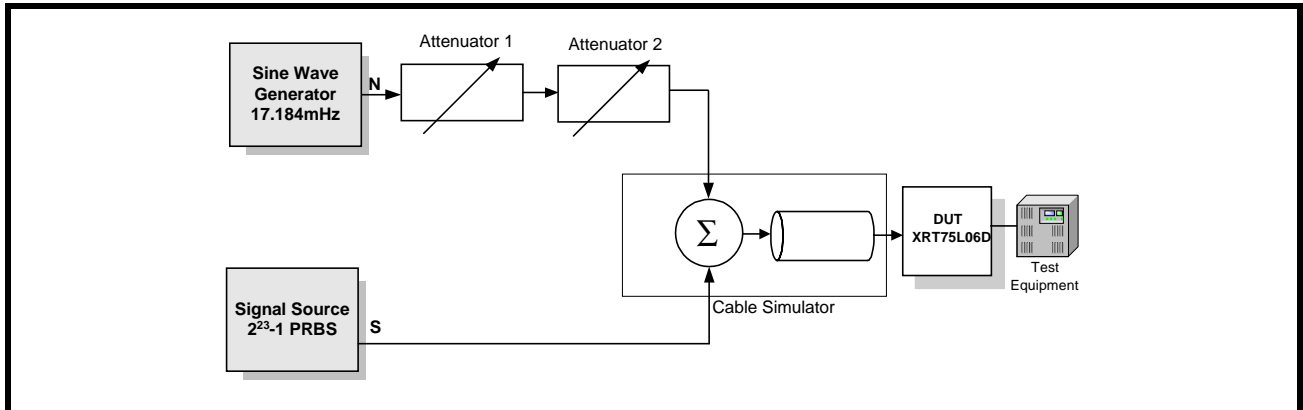 Attenuator 1
Attenuator 2
Sine Wave
Generator
17.184mHz
N
Σ
DUT
XRT75L06D
Test
Equipment
Cable Simulator
Signal Source
2²³-1 PRBS
S